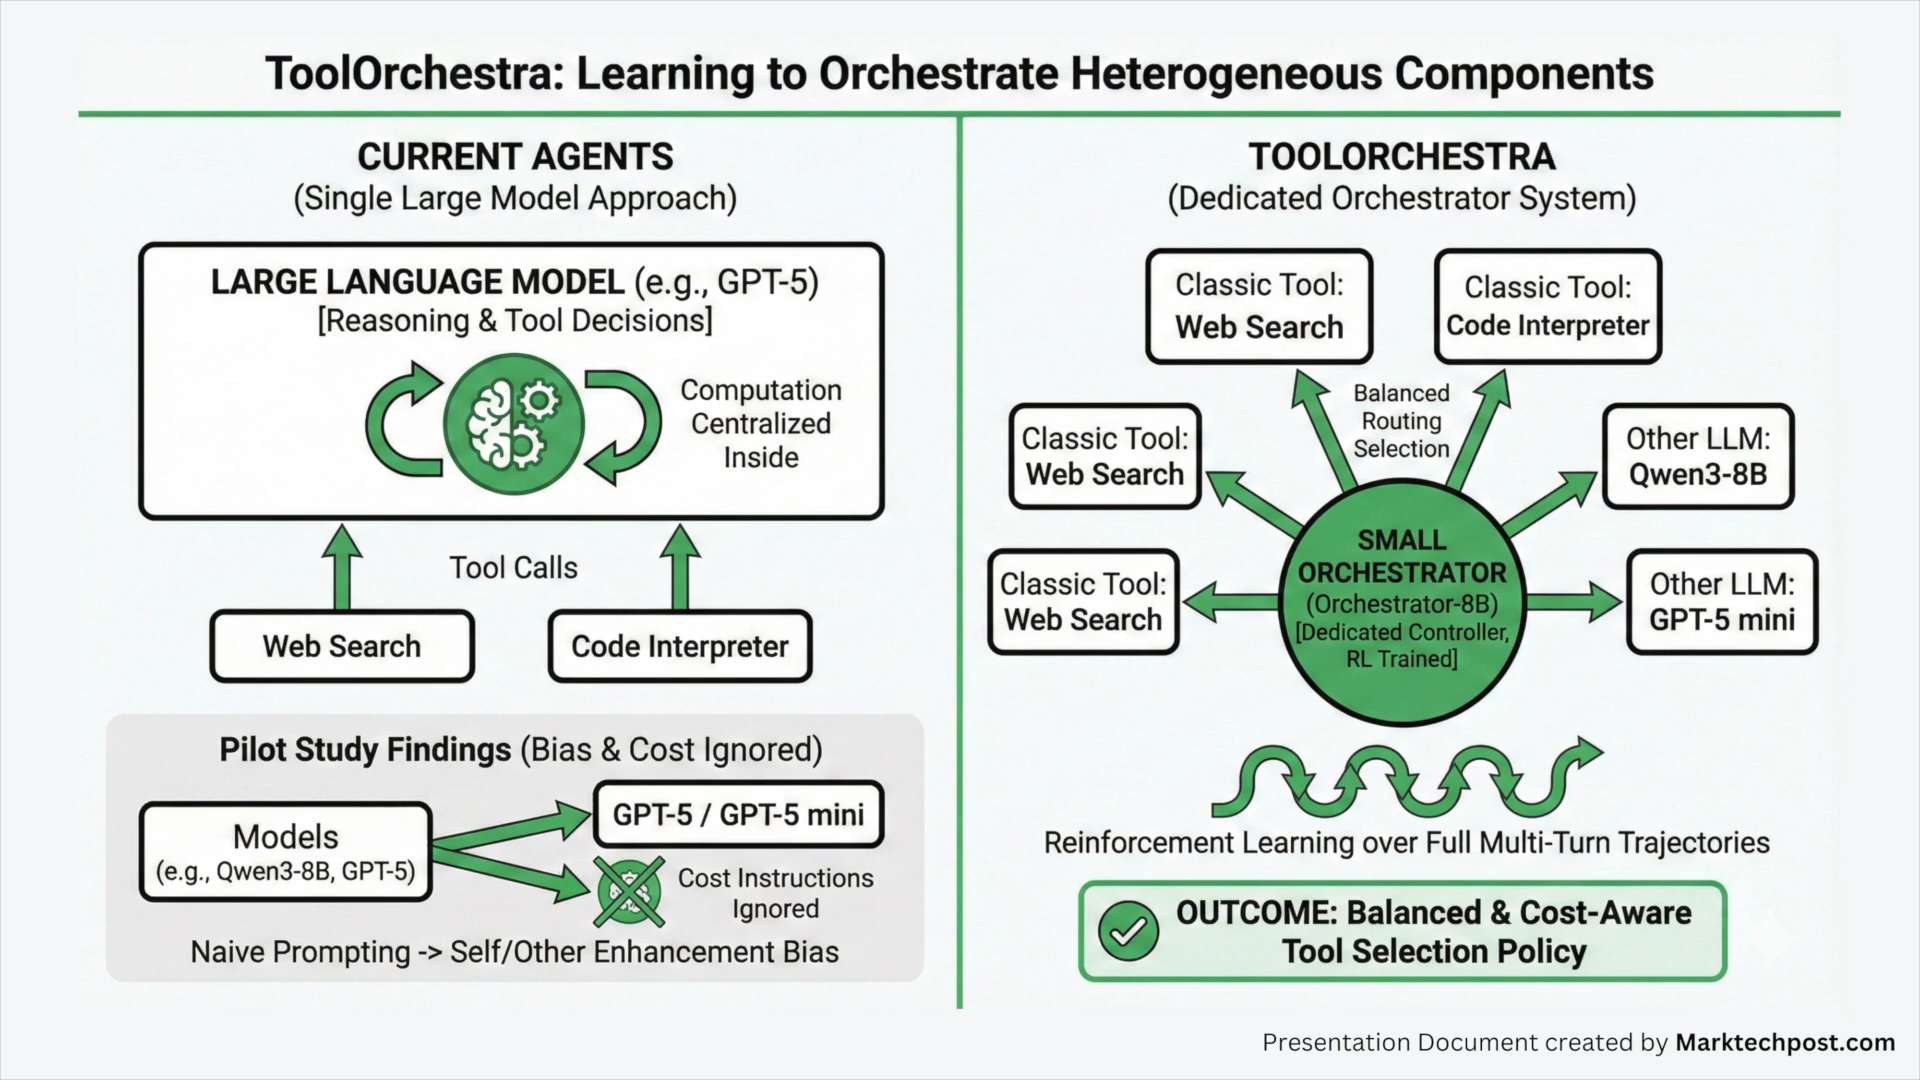 ToolOrchestra: Learning to Orchestrate Heterogeneous Components
CURRENT AGENTS
(Single Large Model Approach)
LARGE LANGUAGE MODEL (e.g., GPT-5)
[Reasoning & Tool Decisions]
Computation
Centralized
Inside
Tool Calls
Web Search
Code Interpreter
Pilot Study Findings (Bias & Cost Ignored)
Models
(e.g., Qwen3-8B, GPT-5)
GPT-5 / GPT-5 mini
Cost Instructions
Ignored
Naive Prompting -> Self/Other Enhancement Bias
TOOLORCHESTRA
(Dedicated Orchestrator System)
Classic Tool:
Web Search
Classic Tool:
Code Interpreter
Balanced
Routing
Selection
Classic Tool:
Web Search
Other LLM:
Qwen3-8B
Classic Tool:
Web Search
SMALL
ORCHESTRATOR
(Orchestrator-8B)
[Dedicated Controller,
RL Trained]
Other LLM:
GPT-5 mini
Reinforcement Learning over Full Multi-Turn Trajectories
OUTCOME: Balanced & Cost-Aware
Tool Selection Policy
Presentation Document created by Marktechpost.com